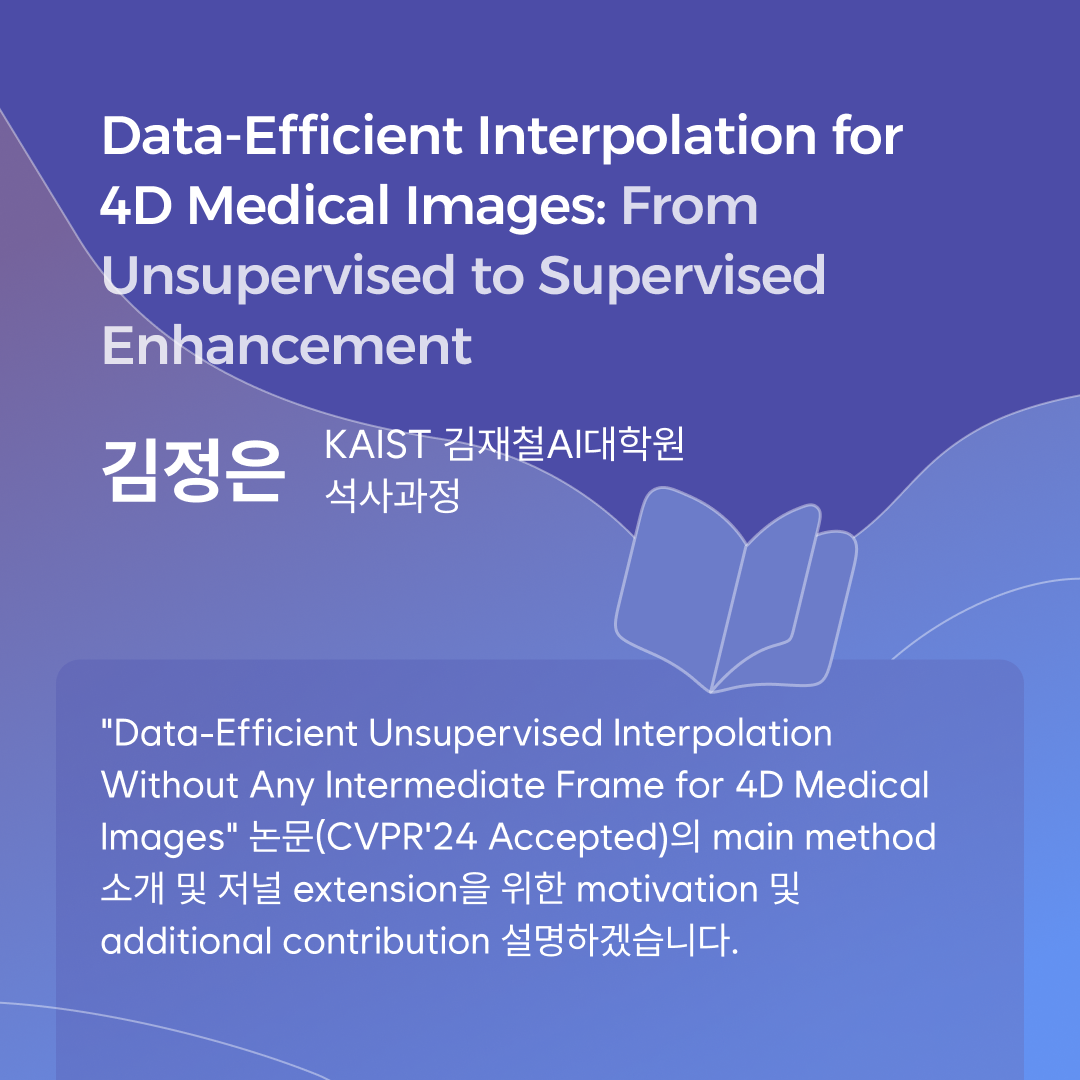 Data-Efficient Interpolation for
4D Medical Images: From
Unsupervised to Supervised
Enhancement
김정은
KAIST 김재철AI대학원
석사과정
"Data-Efficient Unsupervised Interpolation
Without Any Intermediate Frame for 4D Medical
Images" 논문(CVPR'24 Accepted)의 main method
소개 및 저널 extension을 위한 motivation 및
additional contribution 설명하겠습니다.